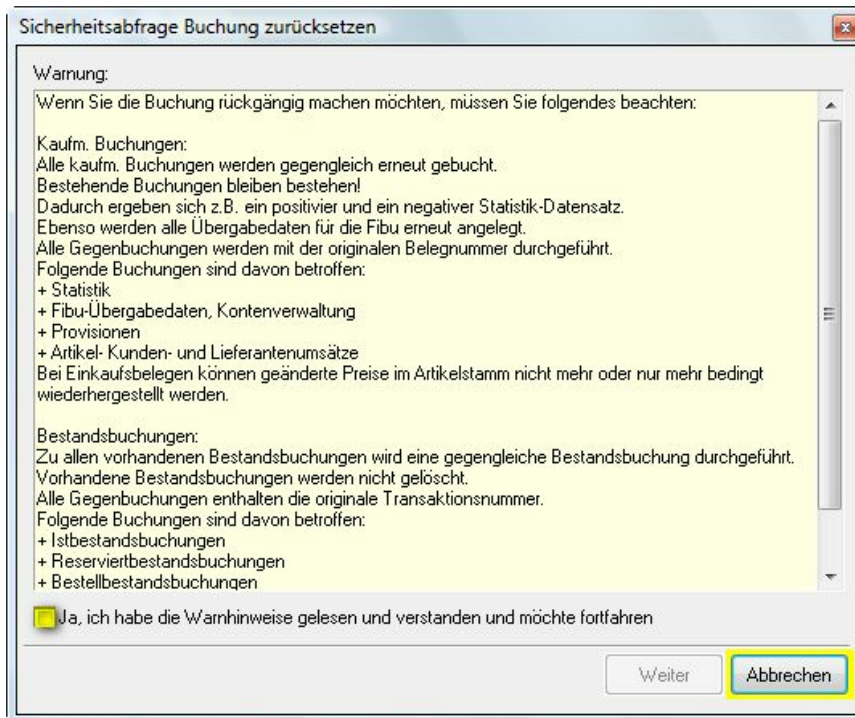 Sicherheitsabfrage Buchung zurücksetzen
Warnung:
Wenn Sie die Buchung rückgängig machen möchten, müssen Sie folgendes beachten:
Kaufm. Buchungen:
Alle kaufm. Buchungen werden gegengleich erneut gebucht.
Bestehende Buchungen bleiben bestehen!
Dadurch ergeben sich z.B. ein positivier und ein negativer Statistik-Datensatz.
Ebenso werden alle Übergabedaten für die Fibu erneut angelegt.
Alle Gegenbuchungen werden mit der originalen Belegnummer durchgeführt.
Folgende Buchungen sind davon betroffen:
+ Statistik
+ Fibu-Übergabedaten, Kontenverwaltung
+ Provisionen
+ Artikel- Kunden- und Lieferantenumsätze
Bei Einkaufsbelegen können geänderte Preise im Artikelstamm nicht mehr oder nur mehr bedingt
wiederhergestellt werden.
Bestandsbuchungen:
Zu allen vorhandenen Bestandsbuchungen wird eine gegengleiche Bestandsbuchung durchgeführt.
Vorhandene Bestandsbuchungen werden nicht gelöscht.
Alle Gegenbuchungen enthalten die originale Transaktionsnummer.
Folgende Buchungen sind davon betroffen:
+ Istbestandsbuchungen
+ Reserviertbestandsbuchungen
+ Bestellbestandsbuchungen
Ja, ich habe die Warnhinweise gelesen und verstanden und möchte fortfahren
Weiter
Abbrechen